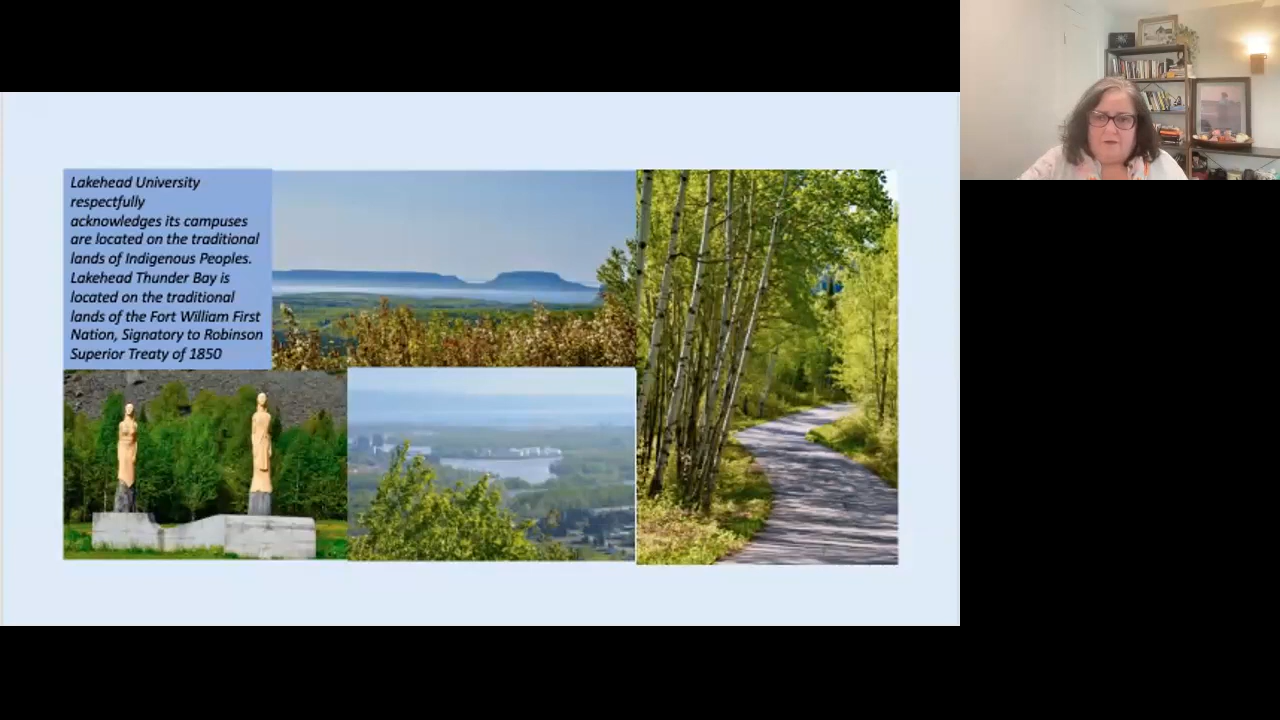 Lakehead University
respectfully
acknowledges its campuses
are located on the traditional
lands of Indigenous Peoples.
Lakehead Thunder Bay is
located on the traditional
lands of the Fort William First
Nation, Signatory to Robinson
Superior Treaty of 1850